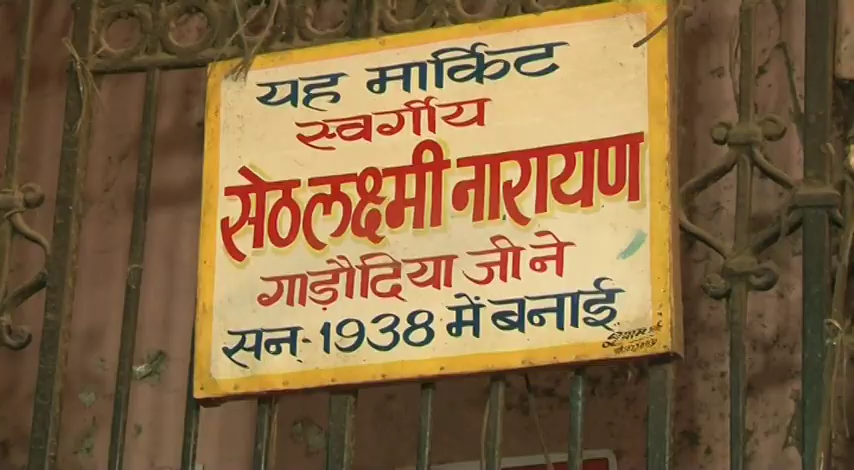 यह मार्किट
स्वर्गीय
सेठ लक्ष्मी नारायण
गाड़ौदिया जी ने
सन्-1938 में बनाई